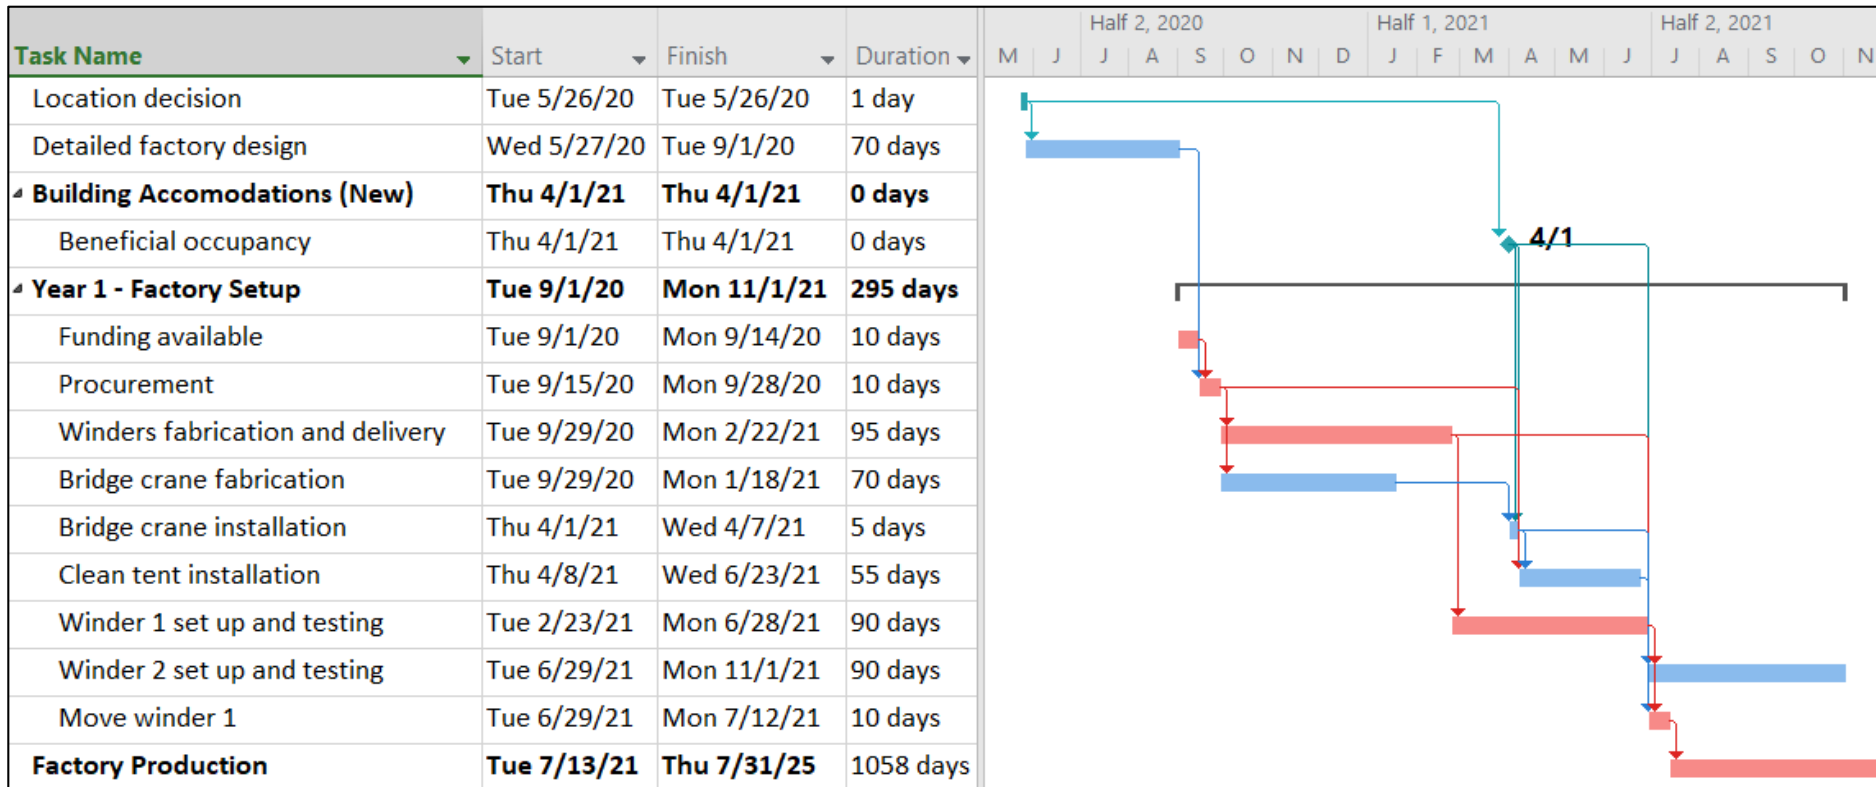 Half 2, 2020 Half 1, 2021 Half 2, 2021
Task Name Start Finish Duration M J J A S O N D J F M A M J J A S O N
Location decision Tue 5/26/20 Tue 5/26/20 1 day
Detailed factory design Wed 5/27/20 Tue 9/1/20 70 days
Building Accomodations (New) Thu 4/1/21 Thu 4/1/21 0 days
Beneficial occupancy Thu 4/1/21 Thu 4/1/21 0 days 4/1
Year 1 - Factory Setup Tue 9/1/20 Mon 11/1/21 295 days
Funding available Tue 9/1/20 Mon 9/14/20 10 days
Procurement Tue 9/15/20 Mon 9/28/20 10 days
Winders fabrication and delivery Tue 9/29/20 Mon 2/22/21 95 days
Bridge crane fabrication Tue 9/29/20 Mon 1/18/21 70 days
Bridge crane installation Thu 4/1/21 Wed 4/7/21 5 days
Clean tent installation Thu 4/8/21 Wed 6/23/21 55 days
Winder 1 set up and testing Tue 2/23/21 Mon 6/28/21 90 days
Winder 2 set up and testing Tue 6/29/21 Mon 11/1/21 90 days
Move winder 1 Tue 6/29/21 Mon 7/12/21 10 days
Factory Production Tue 7/13/21 Thu 7/31/25 1058 days